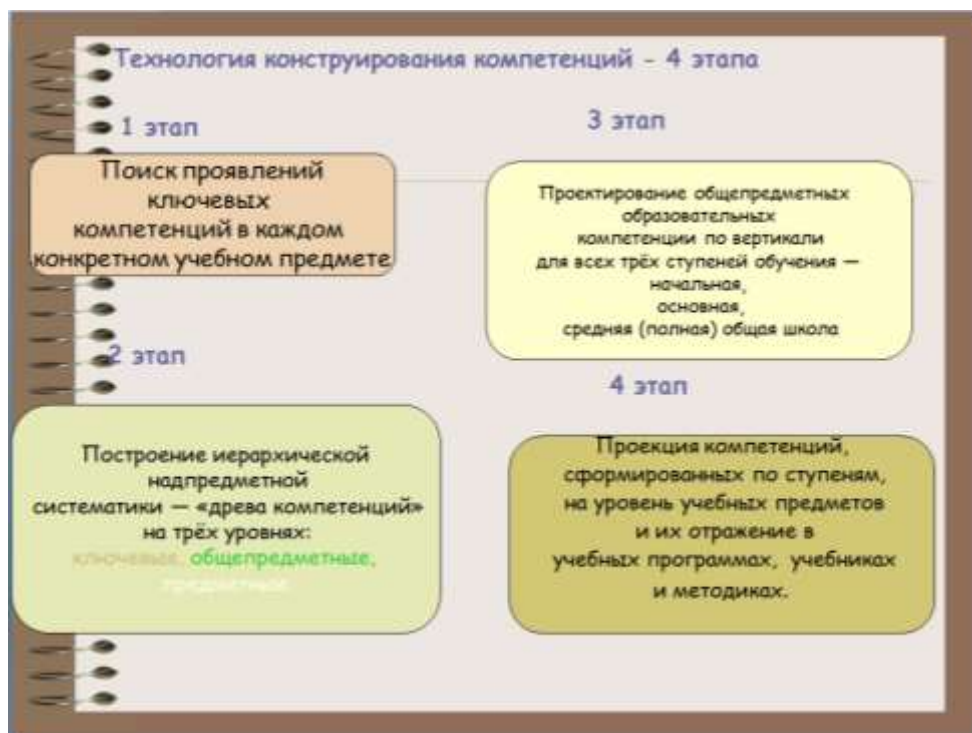 Технология конструирования компетенций - 4 этапа
1 этап
Поиск проявлений
ключевых
компетенций в каждом
конкретном учебном предмете
2 этап
Построение иерархической
надпредметной
систематики — «древа компетенций»
на трёх уровнях:
ключевые, общепредметные,
предметные.
3 этап
Проектирование общепредметных
образовательных
компетенции по вертикали
для всех трёх ступеней обучения —
начальная,
основная,
средняя (полная) общая школа
4 этап
Проекция компетенций,
сформированных по ступеням,
на уровень учебных предметов
и их отражение в
учебных программах, учебниках
и методиках.